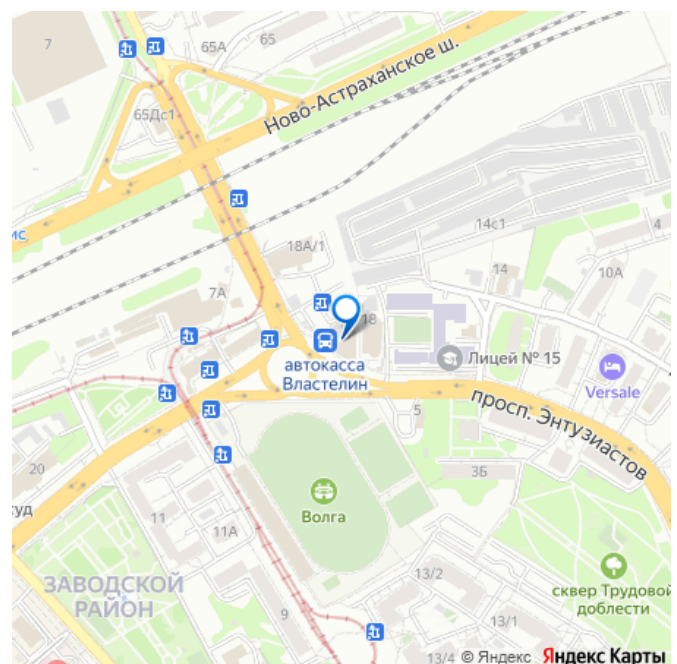 7
65А
65
65Дс1
Ново-Астраханское ш.
ис
14с1
4
18А/1
14
10А
7А
18
автокасса
Властелин
Лицей № 15
Versale
просп. Энтузиастов
5
20
суд
3Б
11
11А
Волга
ЗАВОДСКОЙ
РАЙОН
13/2
сквер Трудовой
доблести
9
13/1
13/4
© Яндекс Яндекс Карты